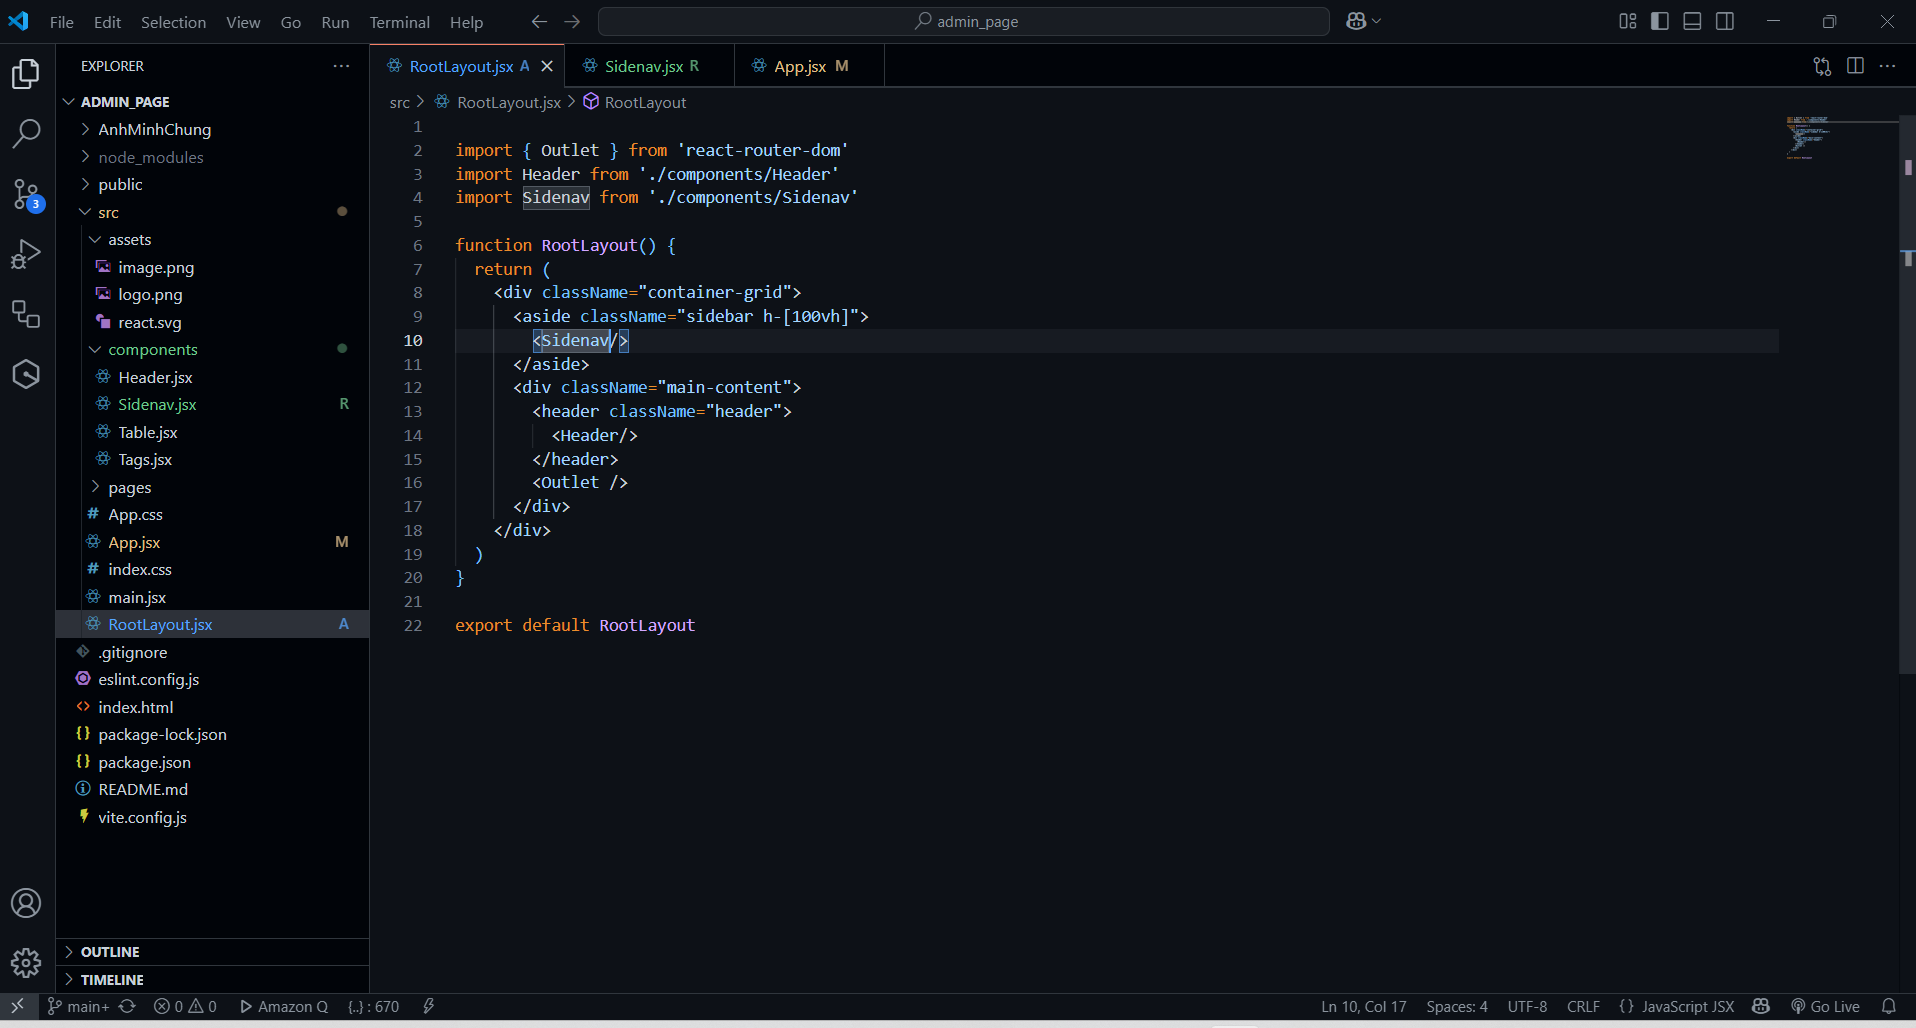 File Edit Selection View Go Run Terminal Help
admin_page
EXPLORER
ADMIN_PAGE
AnhMinhChung
node_modules
public
src
assets
image.png
logo.png
react.svg
components
Header.jsx
Sidenav.jsx R
Table.jsx
Tags.jsx
pages
App.css
App.jsx M
index.css
main.jsx
RootLayout.jsx A
.gitignore
eslint.config.js
index.html
package-lock.json
package.json
README.md
vite.config.js
OUTLINE
TIMELINE
3
RootLayout.jsx A Sidenav.jsx R App.jsx M
src > RootLayout.jsx > RootLayout
1
2 import { Outlet } from 'react-router-dom'
3 import Header from './components/Header'
4 import Sidenav from './components/Sidenav'
5
6 function RootLayout() {
7 return (
8 <div className="container-grid">
9 <aside className="sidebar h-[100vh]">
10 <Sidenav/>
11 </aside>
12 <div className="main-content">
13 <header className="header">
14 <Header/>
15 </header>
16 <Outlet />
17 </div>
18 </div>
19 )
20 }
21
22 export default RootLayout
main+ 0 0 Amazon Q {..} : 670
Ln 10, Col 17 Spaces: 4 UTF-8 CRLF {} JavaScript JSX Go Live